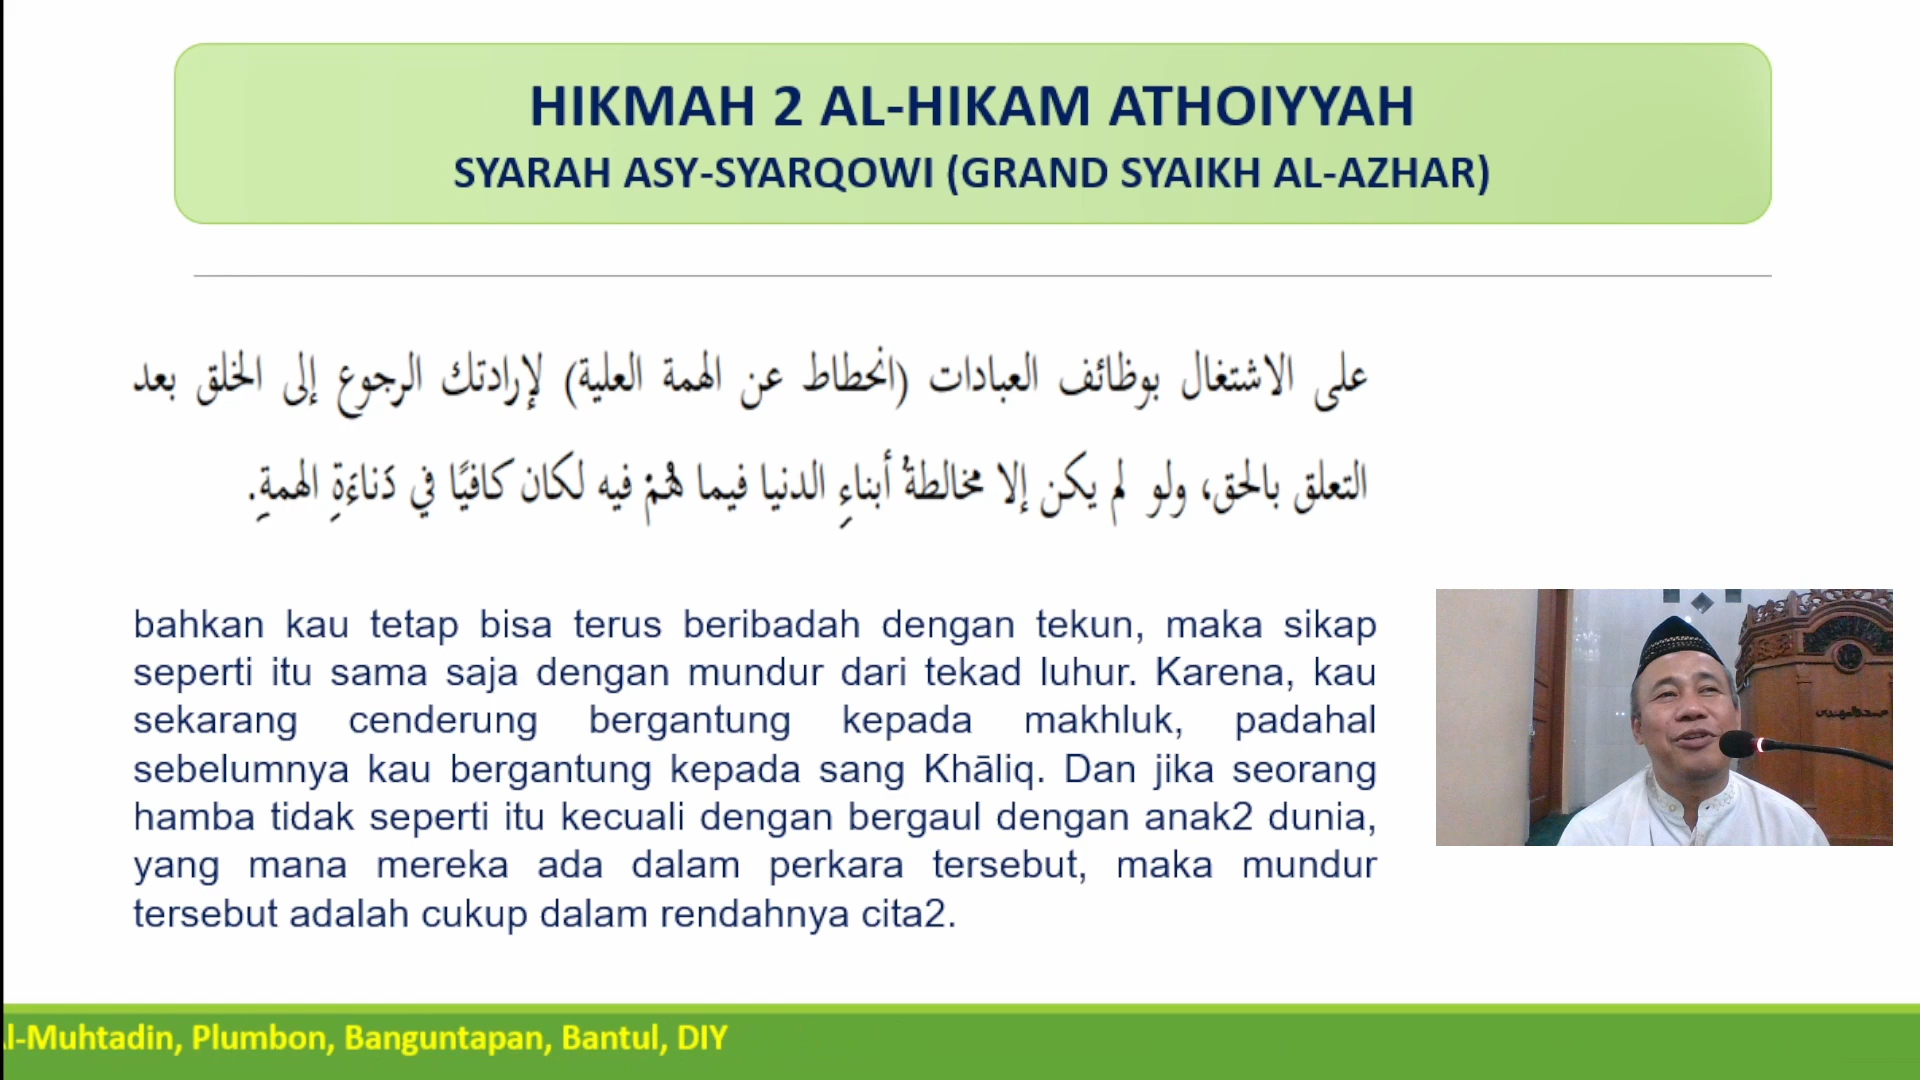 HIKMAH 2 AL-HIKAM ATHOIYYAH
SYARAH ASY-SYARQOWI (GRAND SYAIKH AL-AZHAR)
على الاشتغال بوظائف العبادات (انحطاط عن الهمة العلية) لإرادتك الرجوع إلى الخلق بعد
التعلق بالحق، ولو لم يكن إلا مخالطةُ أبناءِ الدنيا فيما هُمْ فيه لكان كافيًا في دَناءَةِ الهمةِ.
bahkan kau tetap bisa terus beribadah dengan tekun, maka sikap
seperti itu sama saja dengan mundur dari tekad luhur. Karena, kau
sekarang cenderung bergantung kepada makhluk, padahal
sebelumnya kau bergantung kepada sang Khāliq. Dan jika seorang
hamba tidak seperti itu kecuali dengan bergaul dengan anak2 dunia,
yang mana mereka ada dalam perkara tersebut, maka mundur
tersebut adalah cukup dalam rendahnya cita2.
l-Muhtadin, Plumbon, Banguntapan, Bantul, DIY